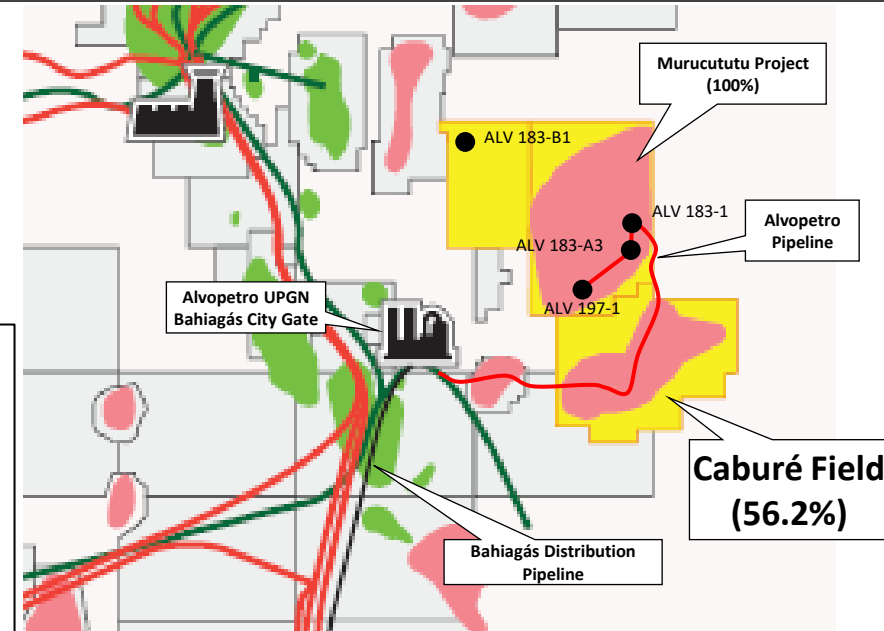 Murucututu Project
(100%)
ALV 183-B1
ALV 183-1
Alvopetro
Pipeline
ALV 183-A3
Alvopetro UPGN
Bahiagás City Gate
ALV 197-1
Caburé Field
(56.2%)
Bahiagás Distribution
Pipeline